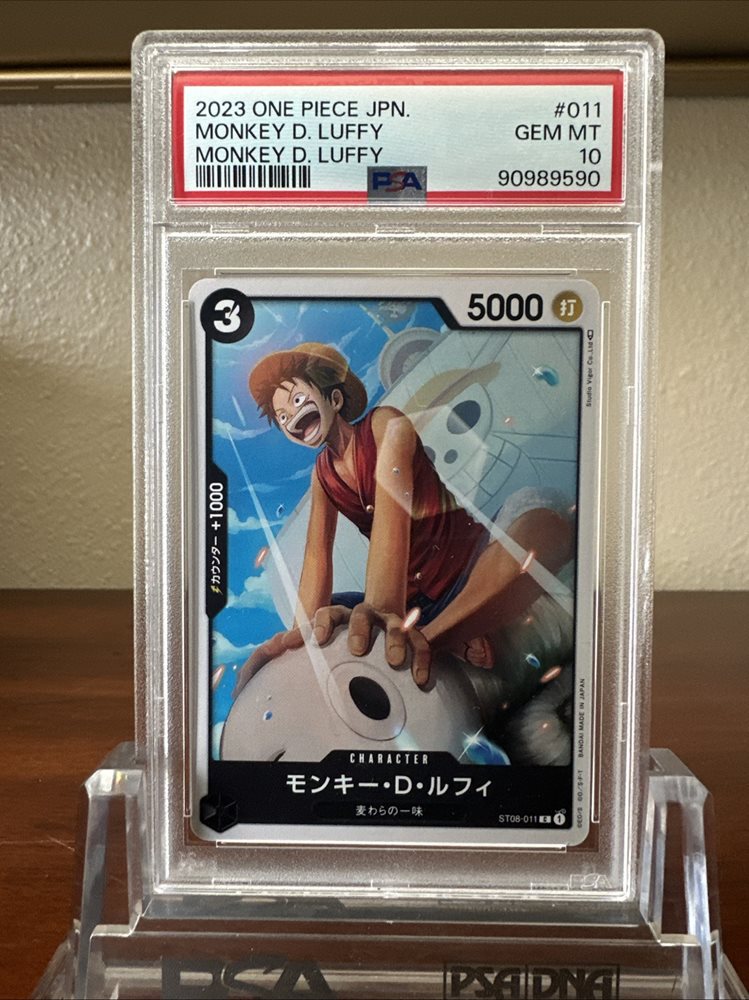 2023 ONE PIECE JPN. #011
MONKEY D. LUFFY GEM MT
MONKEY D. LUFFY 10
PSA 90989590
3 5000 打
Studio Vigor Co.,Ltd
カウンター +1000
CHARACTER
モンキー・D・ルフィ
麦わらの一味
ST08-011 C 1
BANDAI MADE IN JAPAN
PSA PSA DNA